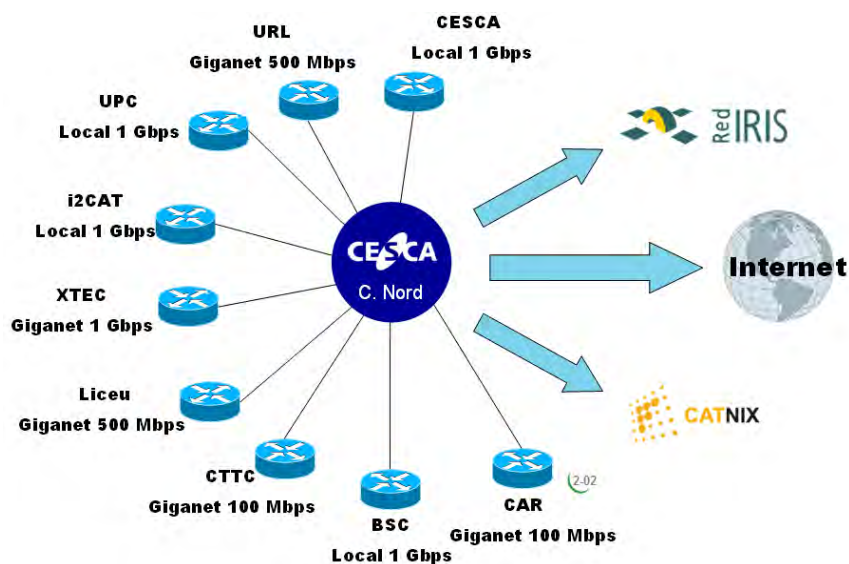 URL
Giganet 500 Mbps
CESCA
Local 1 Gbps
UPC
Local 1 Gbps
Red IRIS
i2CAT
Local 1 Gbps
CESCA
C. Nord
Internet
XTEC
Giganet 1 Gbps
Liceu
Giganet 500 Mbps
CATNIX
CTTC
Giganet 100 Mbps
BSC
Local 1 Gbps
2-02
CAR
Giganet 100 Mbps